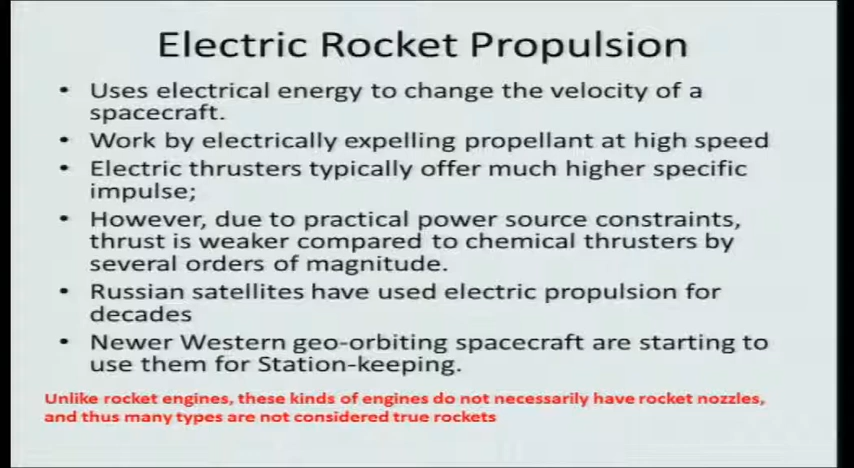 Electric Rocket Propulsion
• Uses electrical energy to change the velocity of a
spacecraft.
• Work by electrically expelling propellant at high speed
• Electric thrusters typically offer much higher specific
impulse;
• However, due to practical power source constraints,
thrust is weaker compared to chemical thrusters by
several orders of magnitude.
• Russian satellites have used electric propulsion for
decades
• Newer Western geo-orbiting spacecraft are starting to
use them for Station-keeping.
Unlike rocket engines, these kinds of engines do not necessarily have rocket nozzles,
and thus many types are not considered true rockets